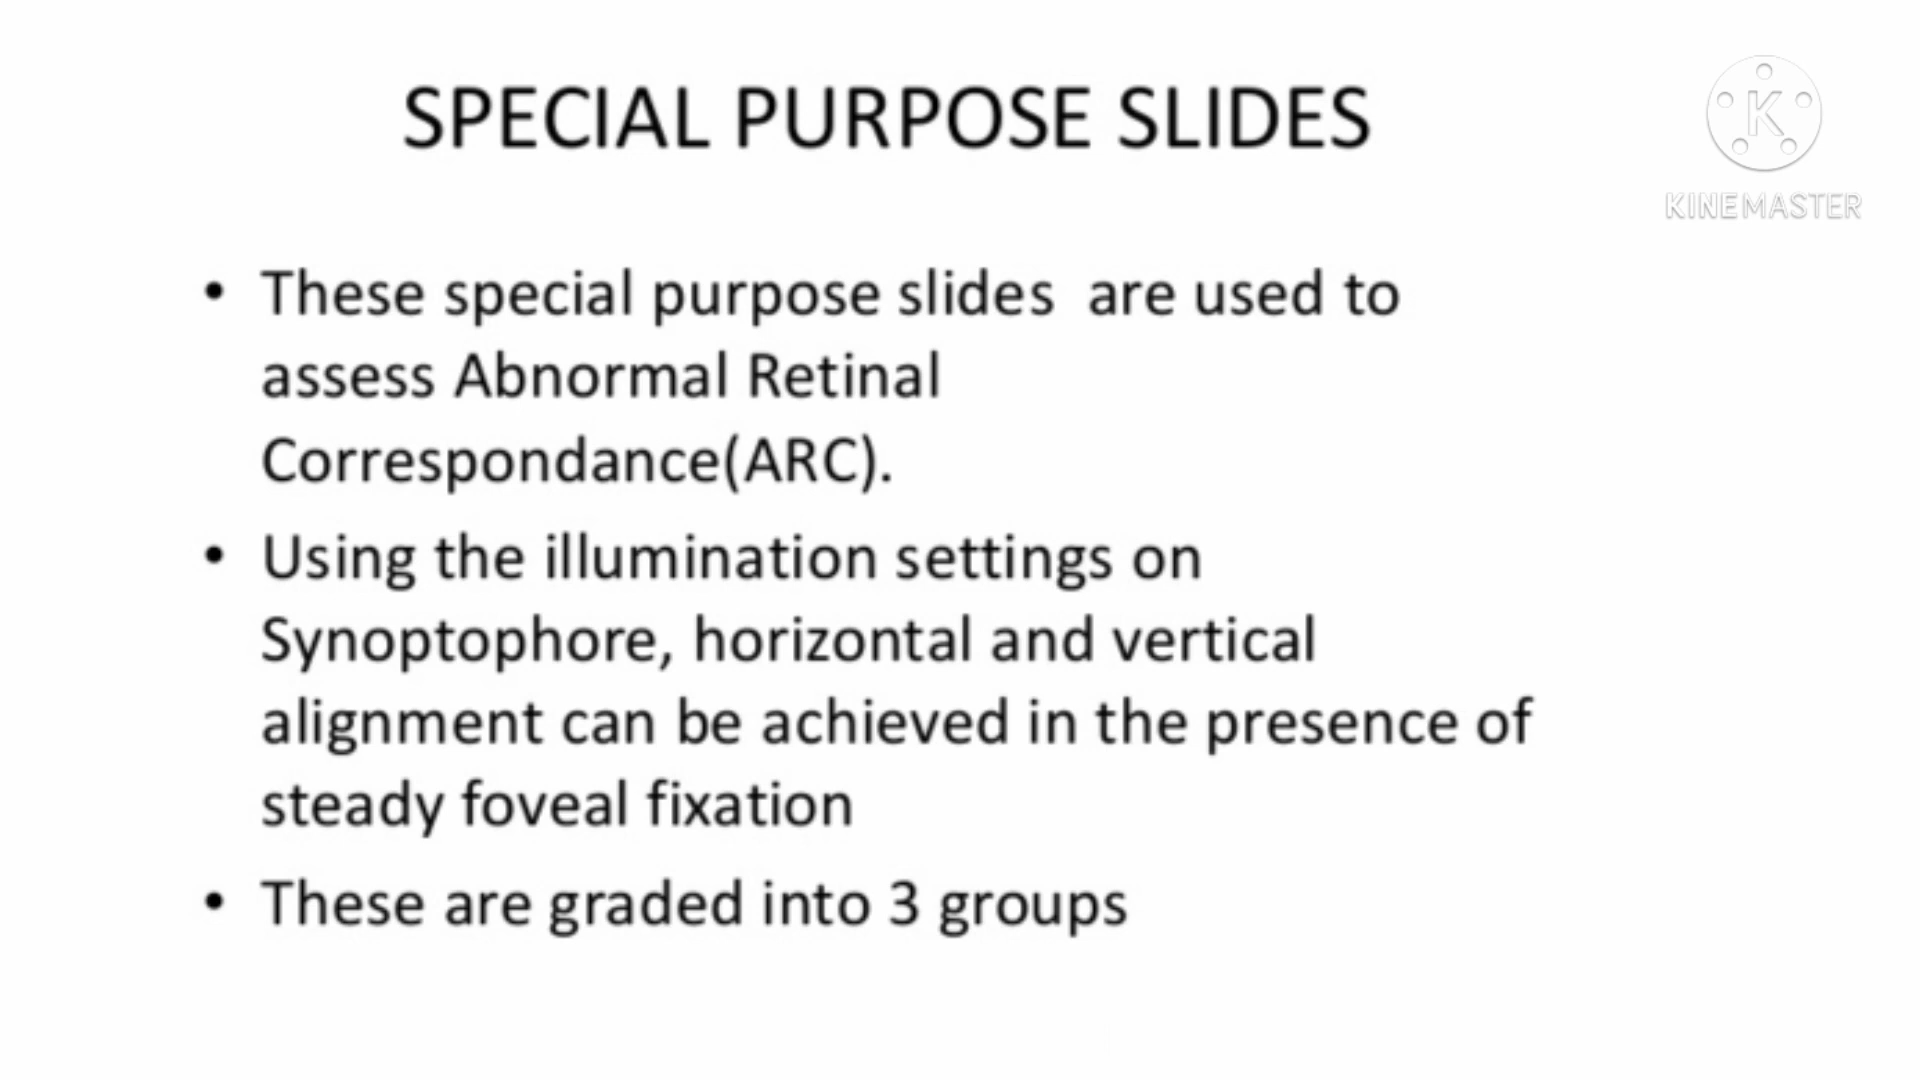 SPECIAL PURPOSE SLIDES
K
KINEMASTER
• These special purpose slides  are used to
assess Abnormal Retinal
Correspondance(ARC).
• Using the illumination settings on
Synoptophore, horizontal and vertical
alignment can be achieved in the presence of
steady foveal fixation
• These are graded into 3 groups